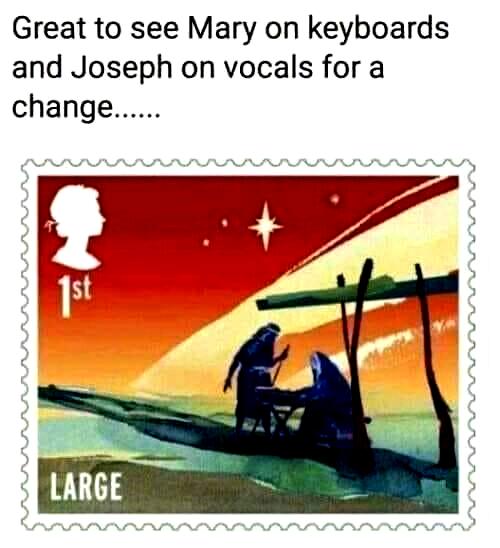 Great to see Mary on keyboards
and Joseph on vocals for a
change......
1st
LARGE